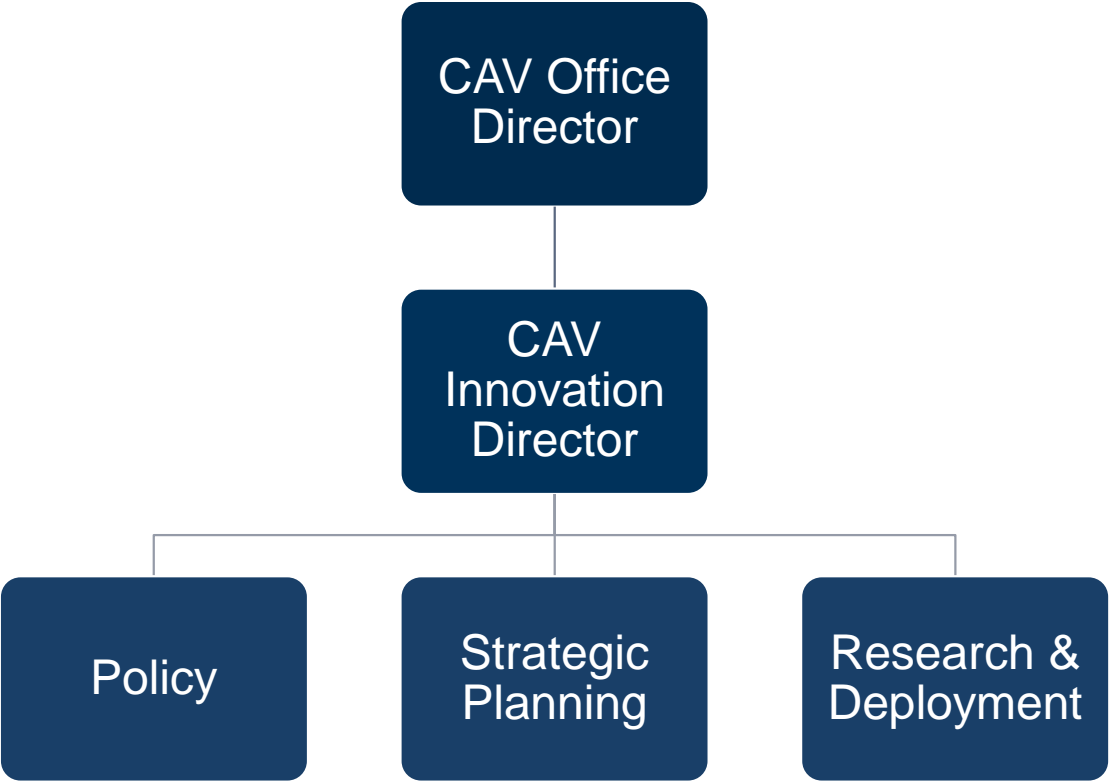 CAV Office
Director
CAV
Innovation
Director
Policy
Strategic
Planning
Research &
Deployment